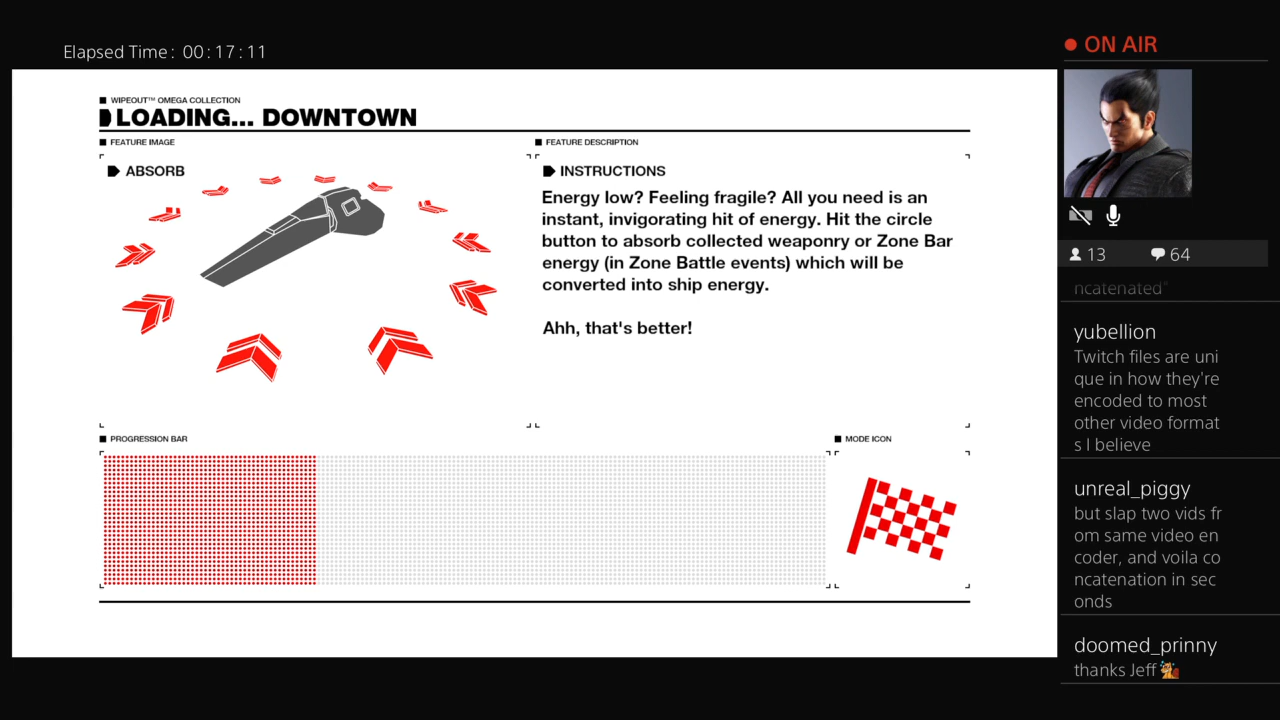 Elapsed Time: 00:17:11
WIPEOUT™ OMEGA COLLECTION
LOADING... DOWNTOWN
FEATURE IMAGE
ABSORB
FEATURE DESCRIPTION
INSTRUCTIONS
Energy low? Feeling fragile? All you need is an
instant, invigorating hit of energy. Hit the circle
button to absorb collected weaponry or Zone Bar
energy (in Zone Battle events) which will be
converted into ship energy.
Ahh, that's better!
PROGRESSION BAR
MODE ICON
ON AIR
13
64
ncatenated"
yubellion
Twitch files are uni
que in how they're
encoded to most
other video format
s I believe
unreal_piggy
but slap two vids fr
om same video en
coder, and voila co
ncatenation in sec
onds
doomed_prinny
thanks Jeff